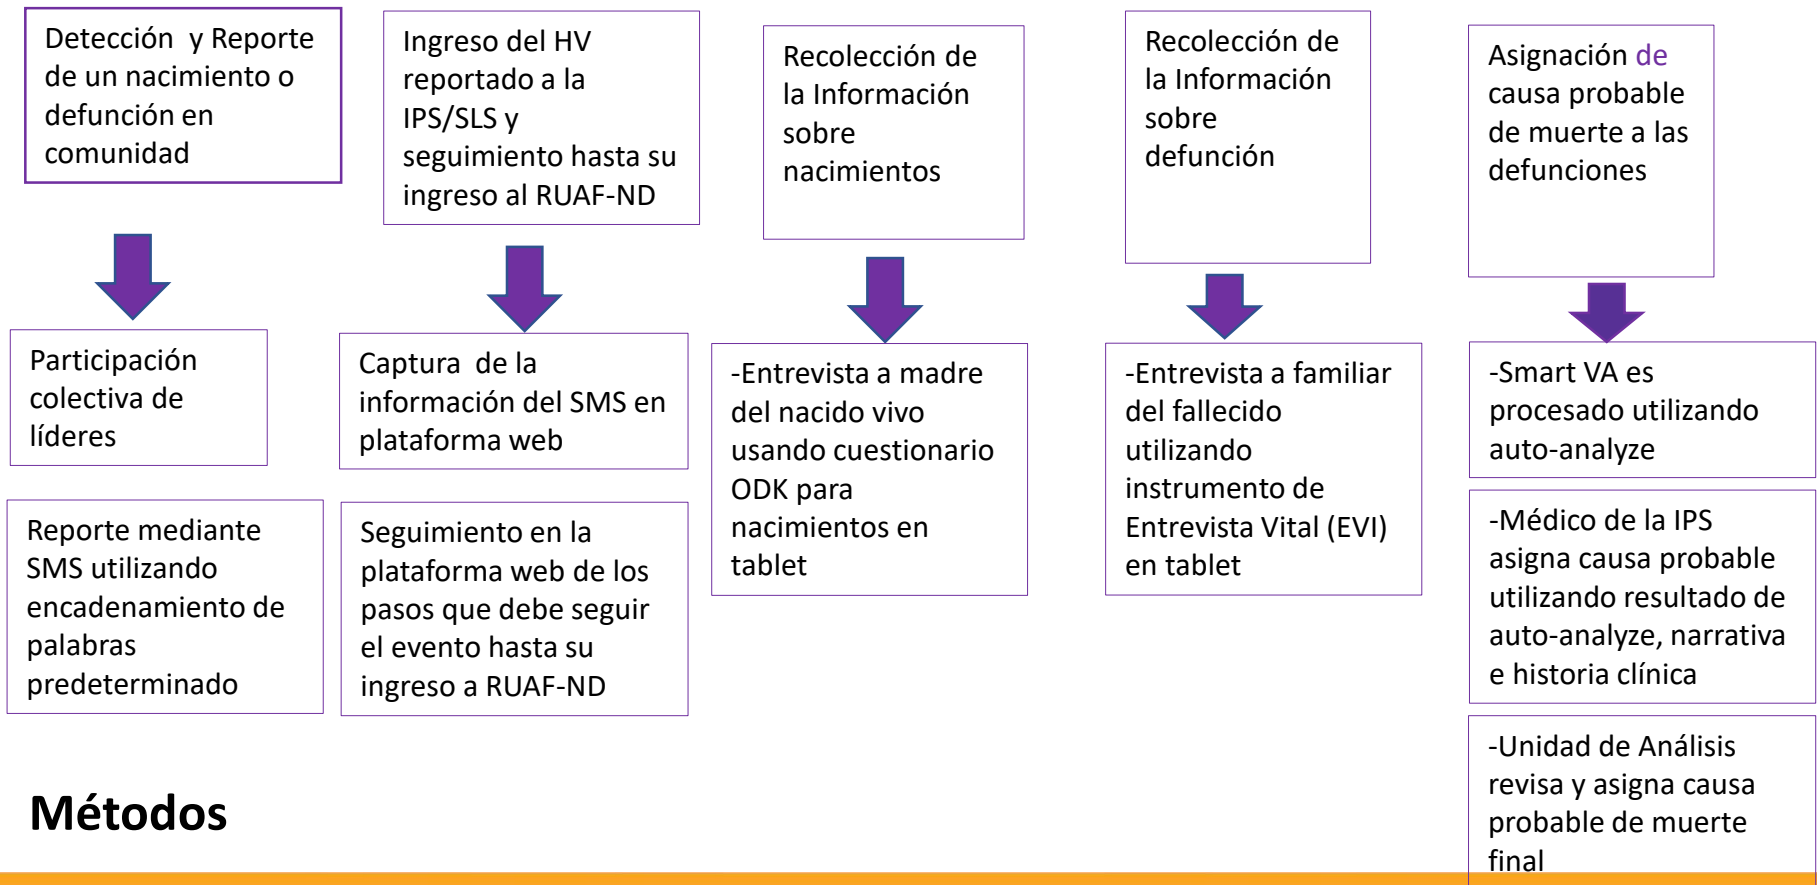 Detección y Reporte
de un nacimiento o
defunción en
comunidad
Ingreso del HV
reportado a la
IPS/SLS y
seguimiento hasta su
ingreso al RUAF-ND
Recolección de
la Información
sobre
nacimientos
Recolección de
la Información
sobre
defunción
Asignación de
causa probable
de muerte a las
defunciones
Participación
colectiva de
líderes
Captura de la
información del SMS en
plataforma web
-Entrevista a madre
del nacido vivo
usando cuestionario
ODK para
nacimientos en
tablet
-Entrevista a familiar
del fallecido
utilizando
instrumento de
Entrevista Vital (EVI)
en tablet
-Smart VA es
procesado utilizando
auto-analyze
Reporte mediante
SMS utilizando
encadenamiento de
palabras
predeterminado
Seguimiento en la
plataforma web de los
pasos que debe seguir
el evento hasta su
ingreso a RUAF-ND
-Médico de la IPS
asigna causa probable
utilizando resultado de
auto-analyze, narrativa
e historia clínica
-Unidad de Análisis
revisa y asigna causa
probable de muerte
final
Métodos